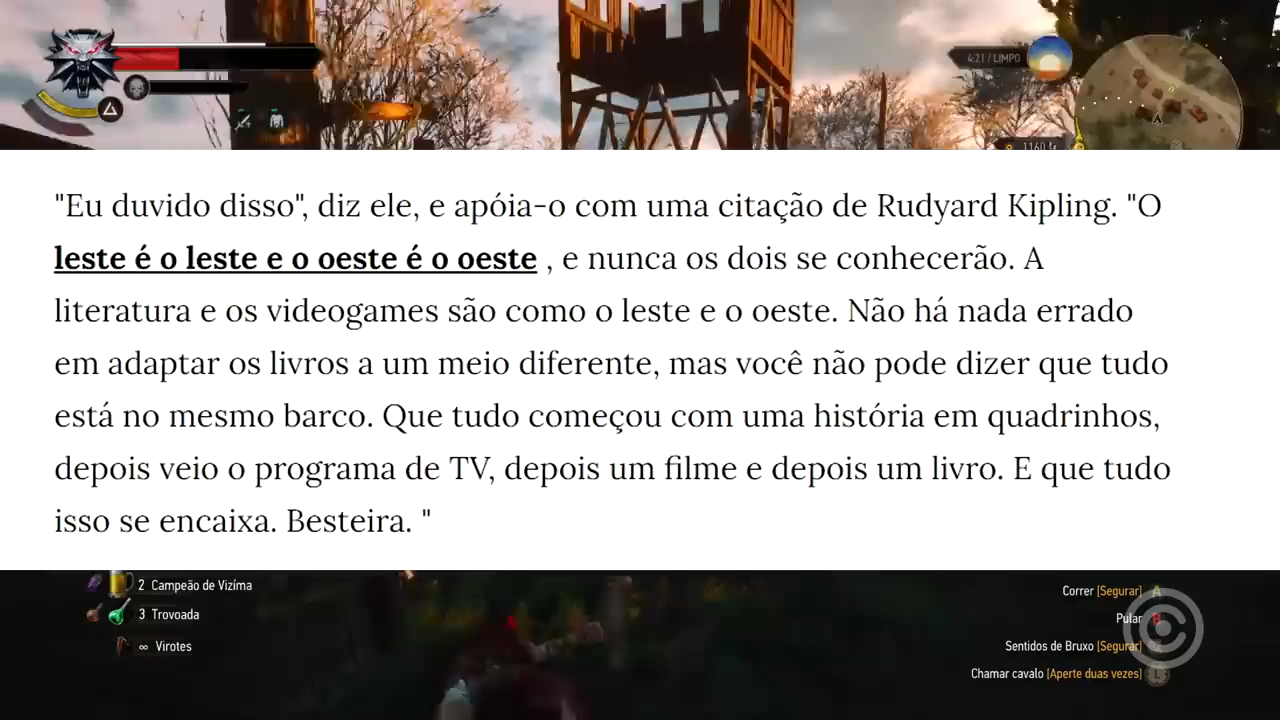 4:21 / LIMPO
1160
"Eu duvido disso", diz ele, e apóia-o com uma citação de Rudyard Kipling. "O
leste é o leste e o oeste é o oeste , e nunca os dois se conhecerão. A
literatura e os videogames são como o leste e o oeste. Não há nada errado
em adaptar os livros a um meio diferente, mas você não pode dizer que tudo
está no mesmo barco. Que tudo começou com uma história em quadrinhos,
depois veio o programa de TV, depois um filme e depois um livro. E que tudo
isso se encaixa. Besteira. "
2 Campeão de Vizíma
3 Trovoada
∞ Virotes
Correr [Segurar] A
Pular
Sentidos de Bruxo [Segurar]
Chamar cavalo [Aperte duas vezes] L